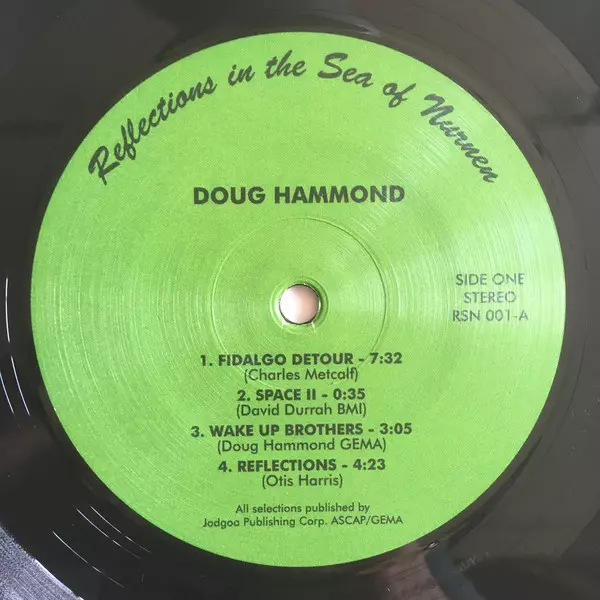 Reflections in the Sea of Nurnen
DOUG HAMMOND
SIDE ONE
STEREO
RSN 001-A
1. FIDALGO DETOUR - 7:32
(Charles Metcalf)
2. SPACE II - 0:35
(David Durrah BMI)
3. WAKE UP BROTHERS - 3:05
(Doug Hammond GEMA)
4. REFLECTIONS - 4:23
(Otis Harris)
All selections published by
Jadgoa Publishing Corp. ASCAP/GEMA